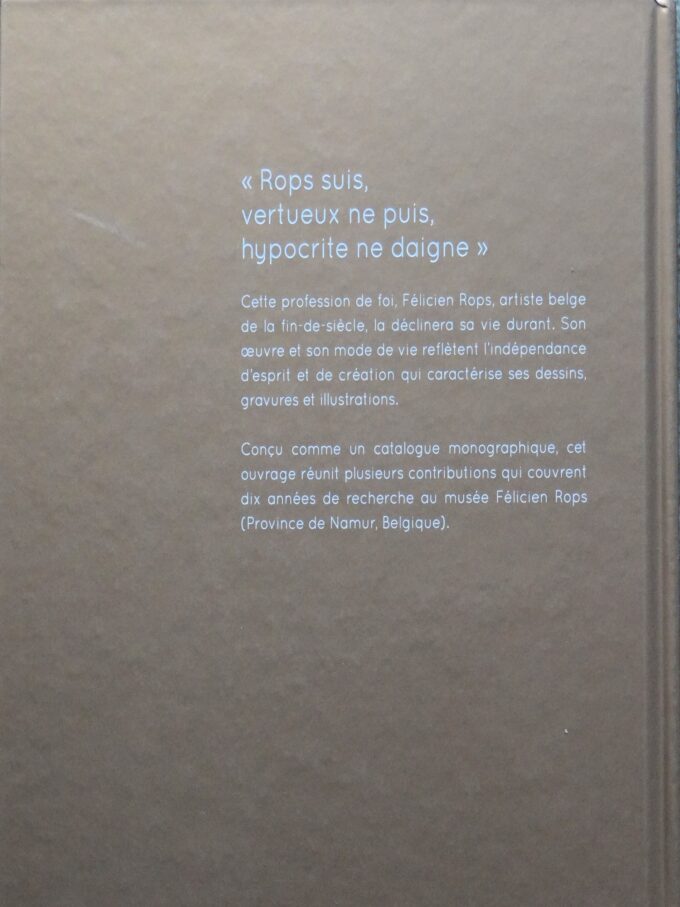 « Rops suis,
vertueux ne puis,
hypocrite ne daigne »
Cette profession de foi, Félicien Rops, artiste belge
de la fin-de-siècle, la déclinera sa vie durant. Son
œuvre et son mode de vie reflètent l'indépendance
d'esprit et de création qui caractérise ses dessins,
gravures et illustrations.
Conçu comme un catalogue monographique, cet
ouvrage réunit plusieurs contributions qui couvrent
dix années de recherche au musée Félicien Rops
(Province de Namur, Belgique).